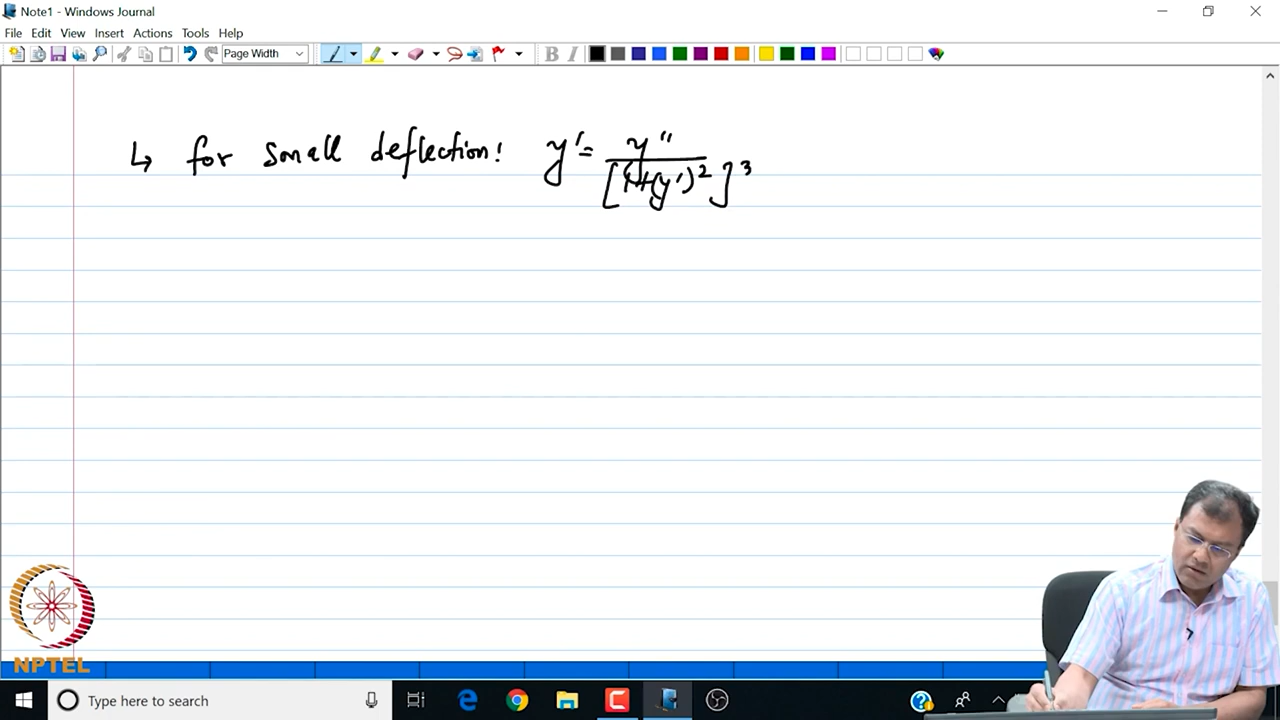 Note1 - Windows Journal
File Edit View Insert Actions Tools Help
Page Width
B I
↳ for small deflection: y' = y'' / [1+(y')²]³
NPTEL
Type here to search